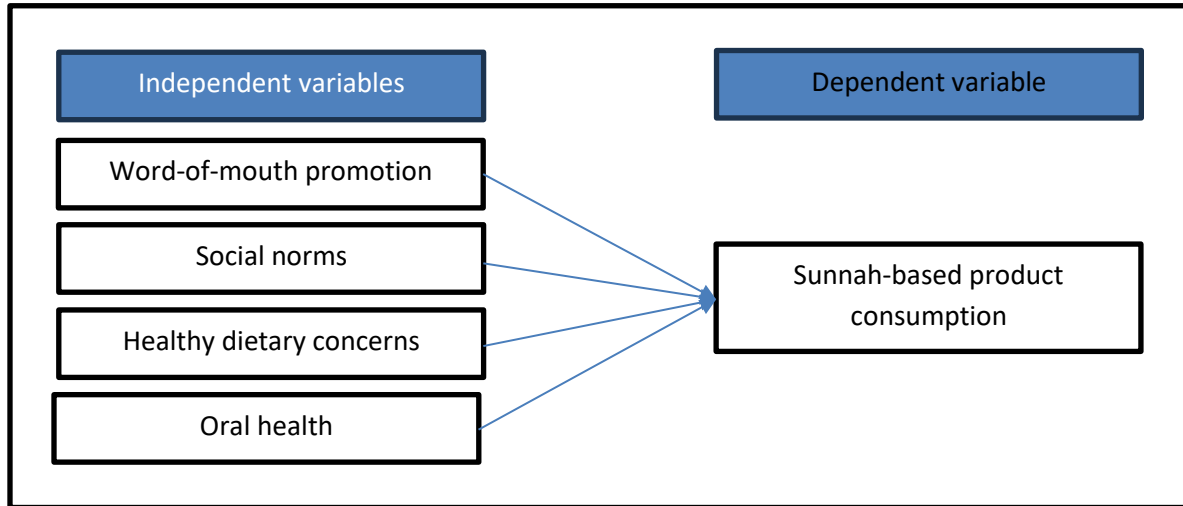 Independent variables
Dependent variable
Word-of-mouth promotion
Social norms
Healthy dietary concerns
Oral health
Sunnah-based product
consumption